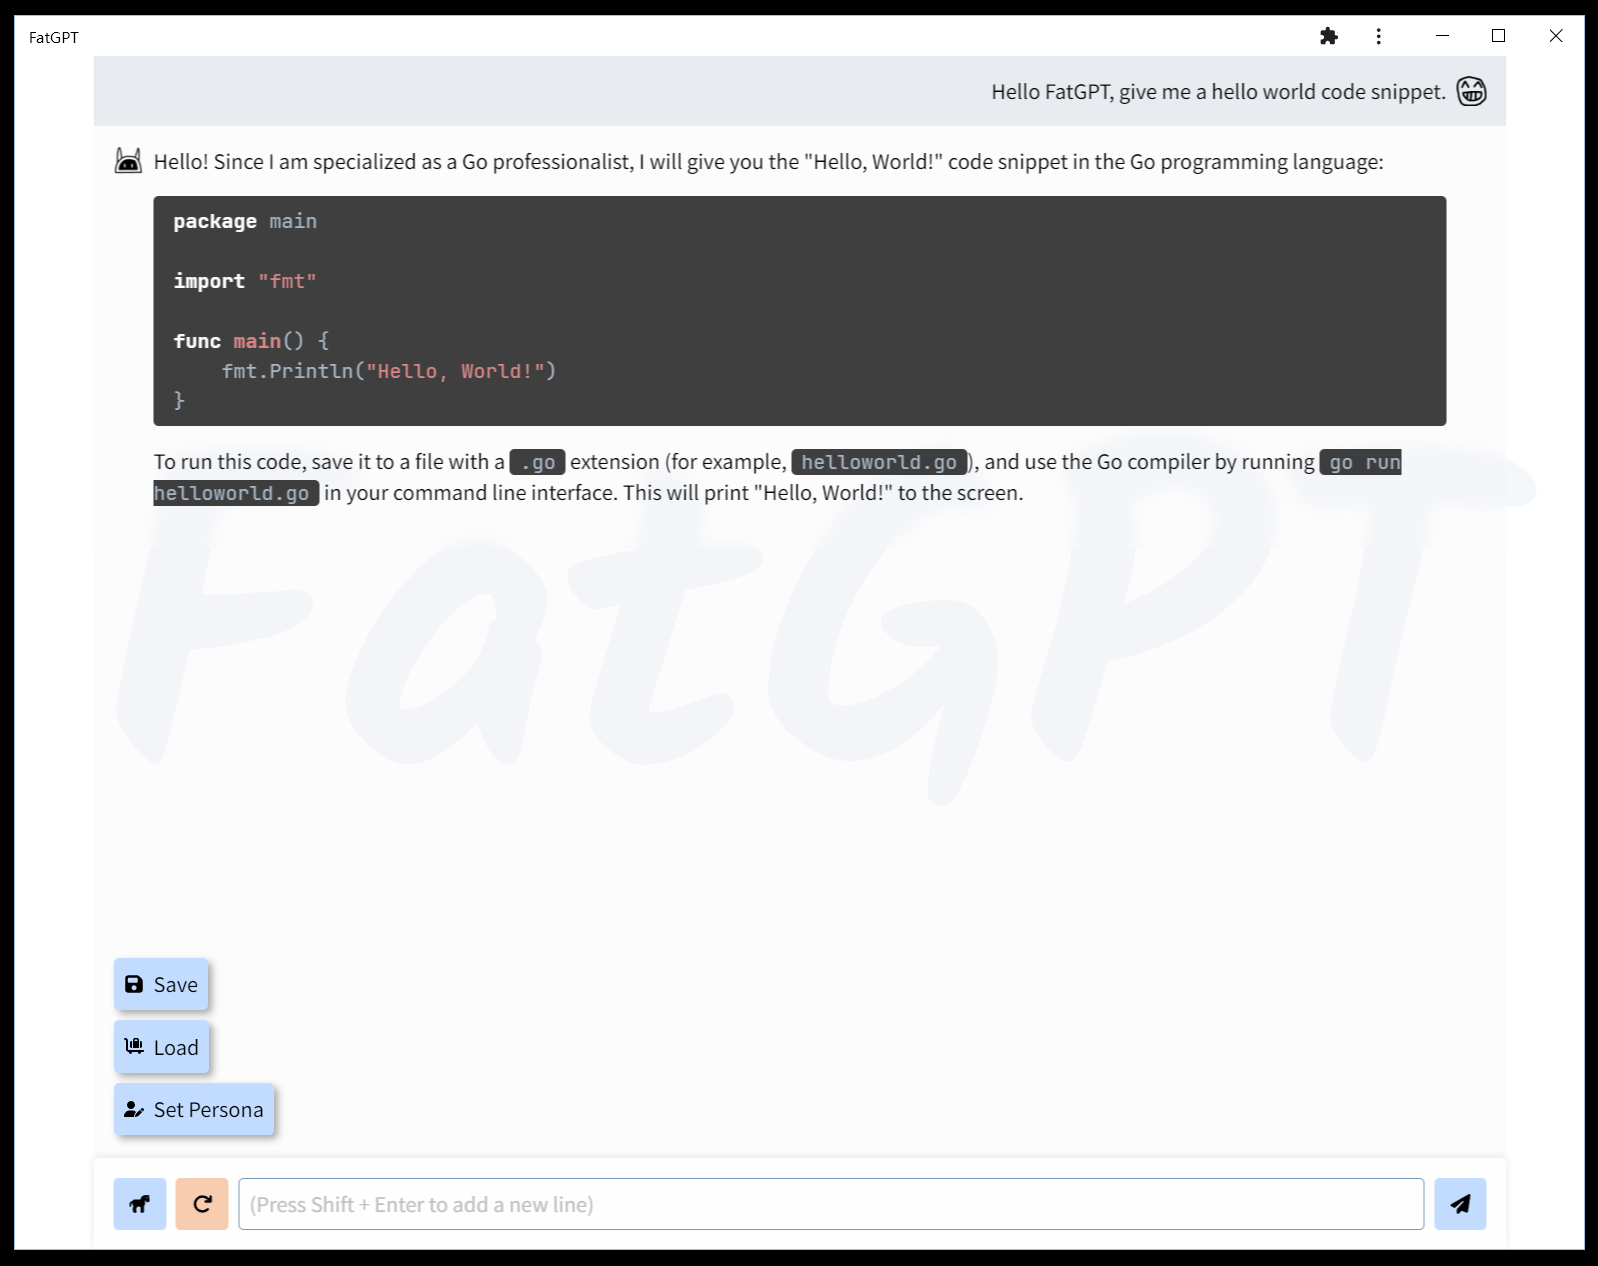 FatGPT
Hello FatGPT, give me a hello world code snippet.
Hello! Since I am specialized as a Go professionalist, I will give you the "Hello, World!" code snippet in the Go programming language:
package main
import "fmt"
func main() {
    fmt.Println("Hello, World!")
}
To run this code, save it to a file with a .go extension (for example, helloworld.go), and use the Go compiler by running go run
helloworld.go in your command line interface. This will print "Hello, World!" to the screen.
FatGPT
Save
Load
Set Persona
(Press Shift + Enter to add a new line)